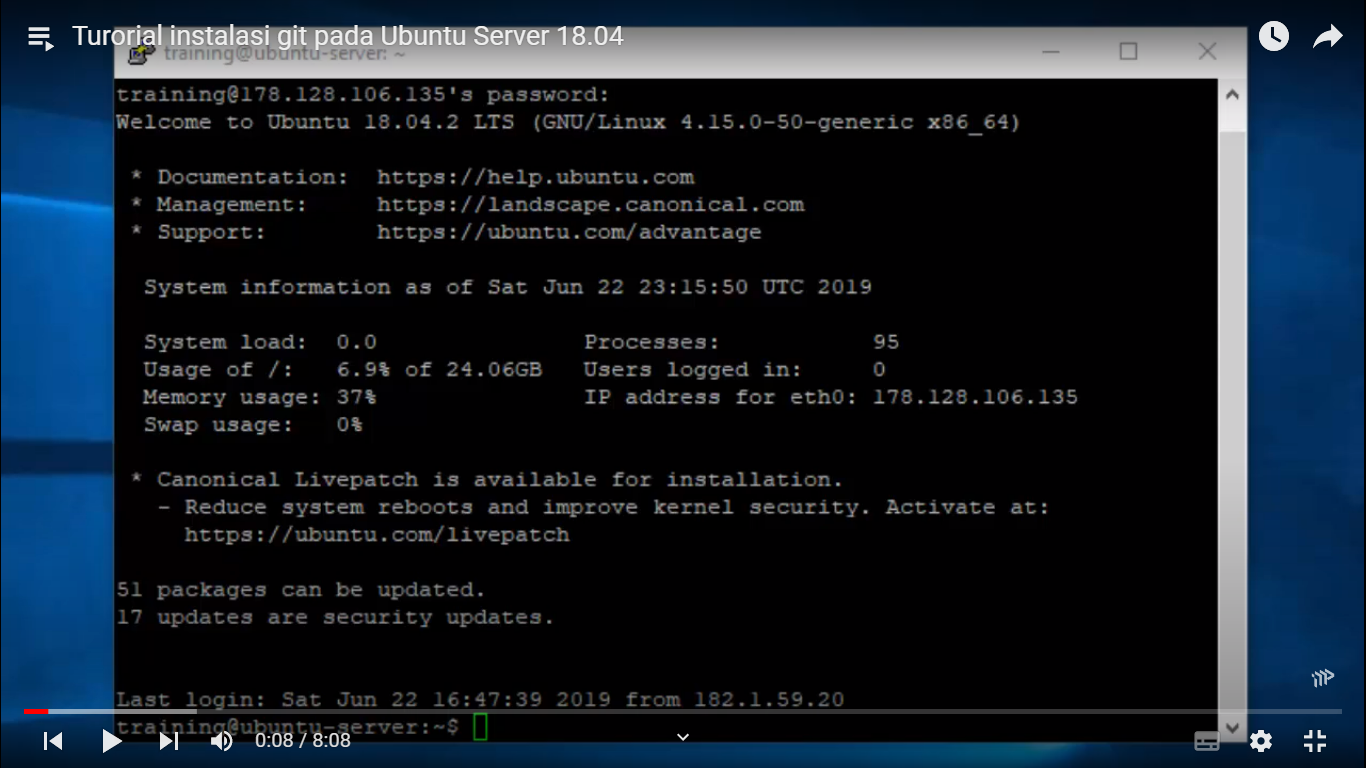 Turorial instalasi git pada Ubuntu Server 18.04
training@ubuntu-server: ~
training@178.128.106.135's password:
Welcome to Ubuntu 18.04.2 LTS (GNU/Linux 4.15.0-50-generic x86_64)
* Documentation: https://help.ubuntu.com
* Management: https://landscape.canonical.com
* Support: https://ubuntu.com/advantage
System information as of Sat Jun 22 23:15:50 UTC 2019
System load: 0.0 Processes: 95
Usage of /: 6.9% of 24.06GB Users logged in: 0
Memory usage: 37% IP address for eth0: 178.128.106.135
Swap usage: 0%
* Canonical Livepatch is available for installation.
- Reduce system reboots and improve kernel security. Activate at:
https://ubuntu.com/livepatch
51 packages can be updated.
17 updates are security updates.
Last login: Sat Jun 22 16:47:39 2019 from 182.1.59.20
training@ubuntu-server:~$
0:08 / 8:08